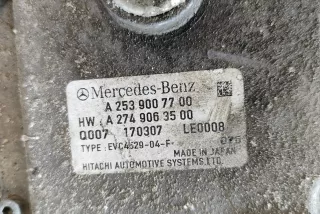 Mercedes-Benz
A 253 900 77 00
HW A 274 906 35 00
Q007 170307 LE0008
TYPE : EVC4629-04-F
MADE IN JAPAN
HITACHI AUTOMOTIVE SYSTEMS, LTD.